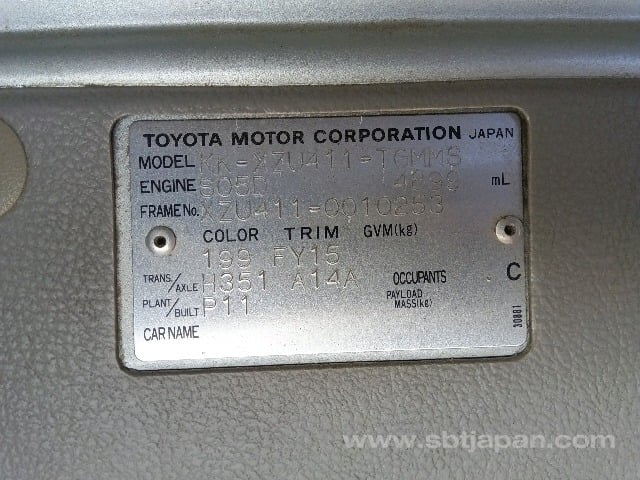 TOYOTA MOTOR CORPORATION JAPAN
MODEL KK-XZU411-TGMMS
ENGINE S05D 4899 mL
FRAME No. XZU411-0010253
COLOR TRIM GVM(kg)
199 FY15
TRANS./AXLE H351 A14A OCCUPANTS C
PLANT/BUILT P11 PAYLOAD MASS(kg)
CAR NAME
30881
www.sbtjapan.com